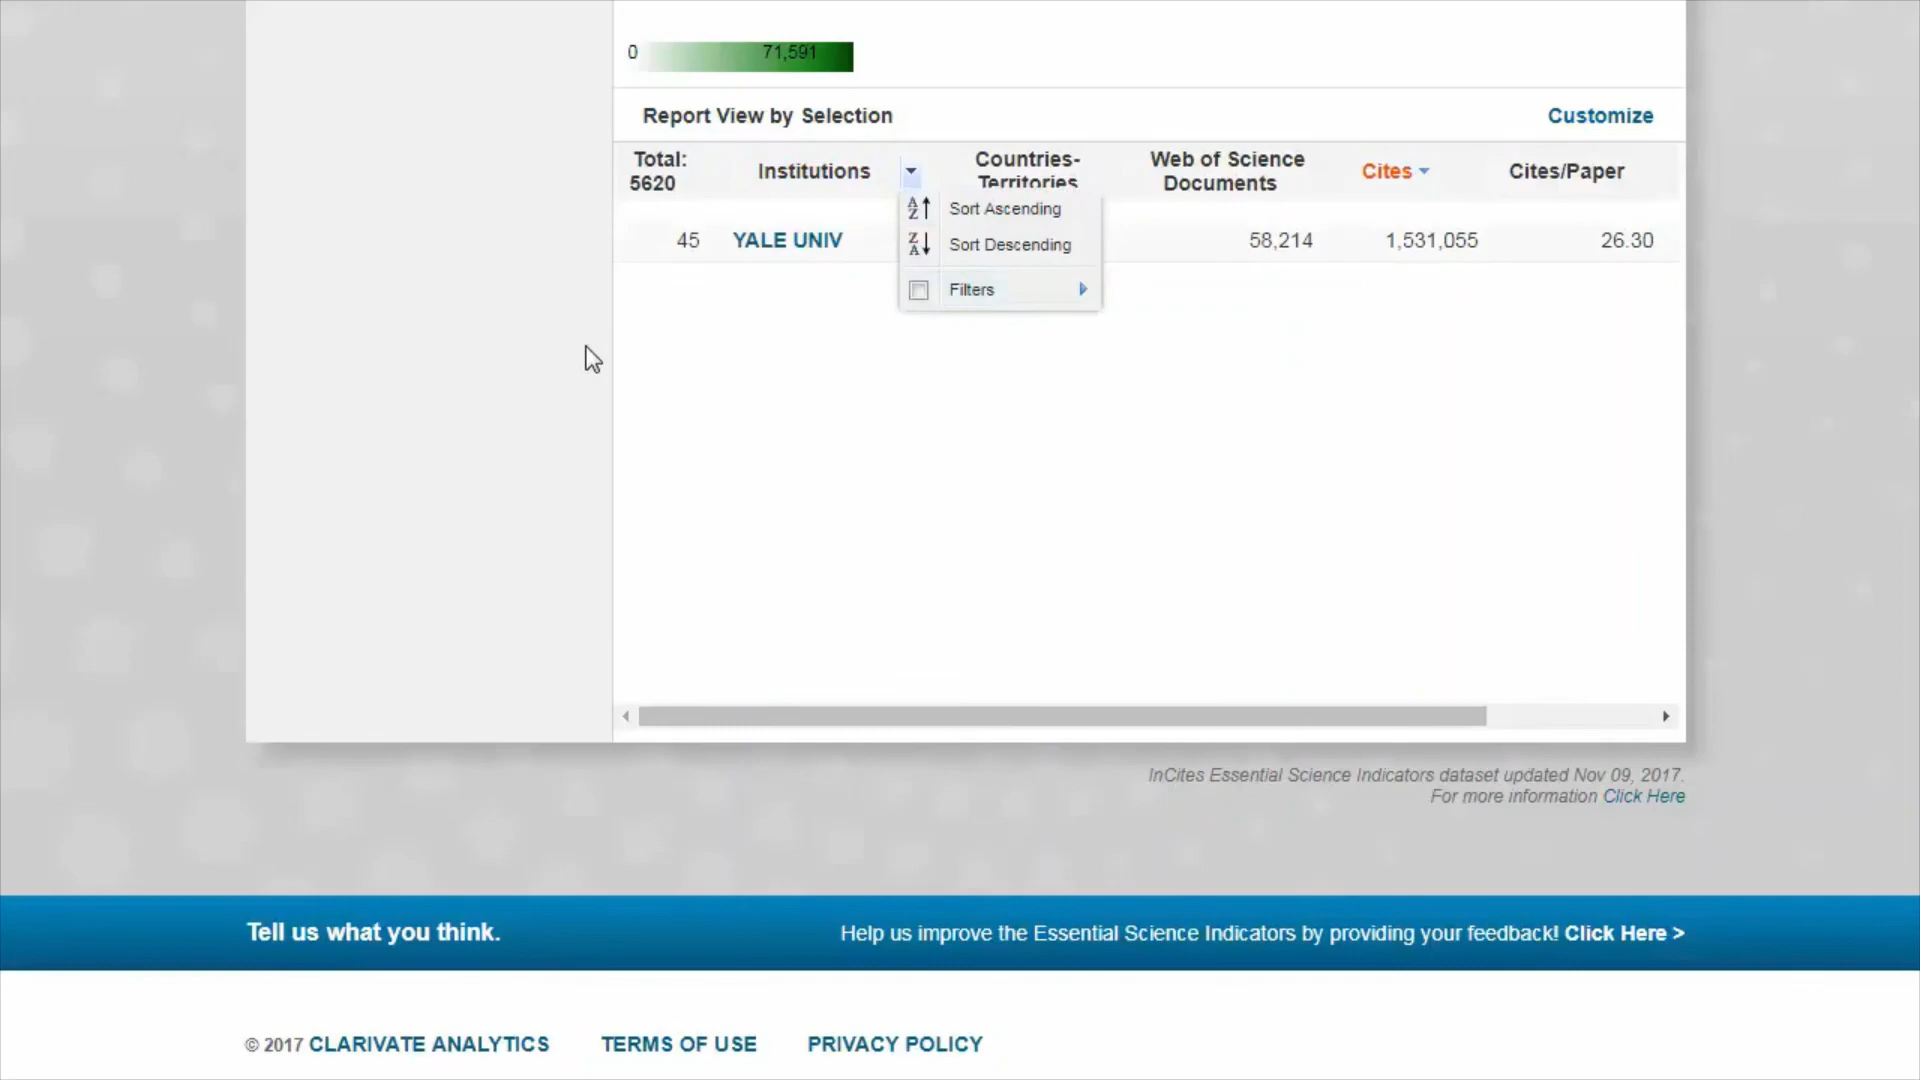 0 71,591
Report View by Selection Customize
Total: 5620 Institutions Countries-Territories Web of Science Documents Cites Cites/Paper
Sort Ascending
45 YALE UNIV 58,214 1,531,055 26.30
Sort Descending
Filters
InCites Essential Science Indicators dataset updated Nov 09, 2017.
For more information Click Here
Tell us what you think. Help us improve the Essential Science Indicators by providing your feedback! Click Here >
© 2017 CLARIVATE ANALYTICS TERMS OF USE PRIVACY POLICY